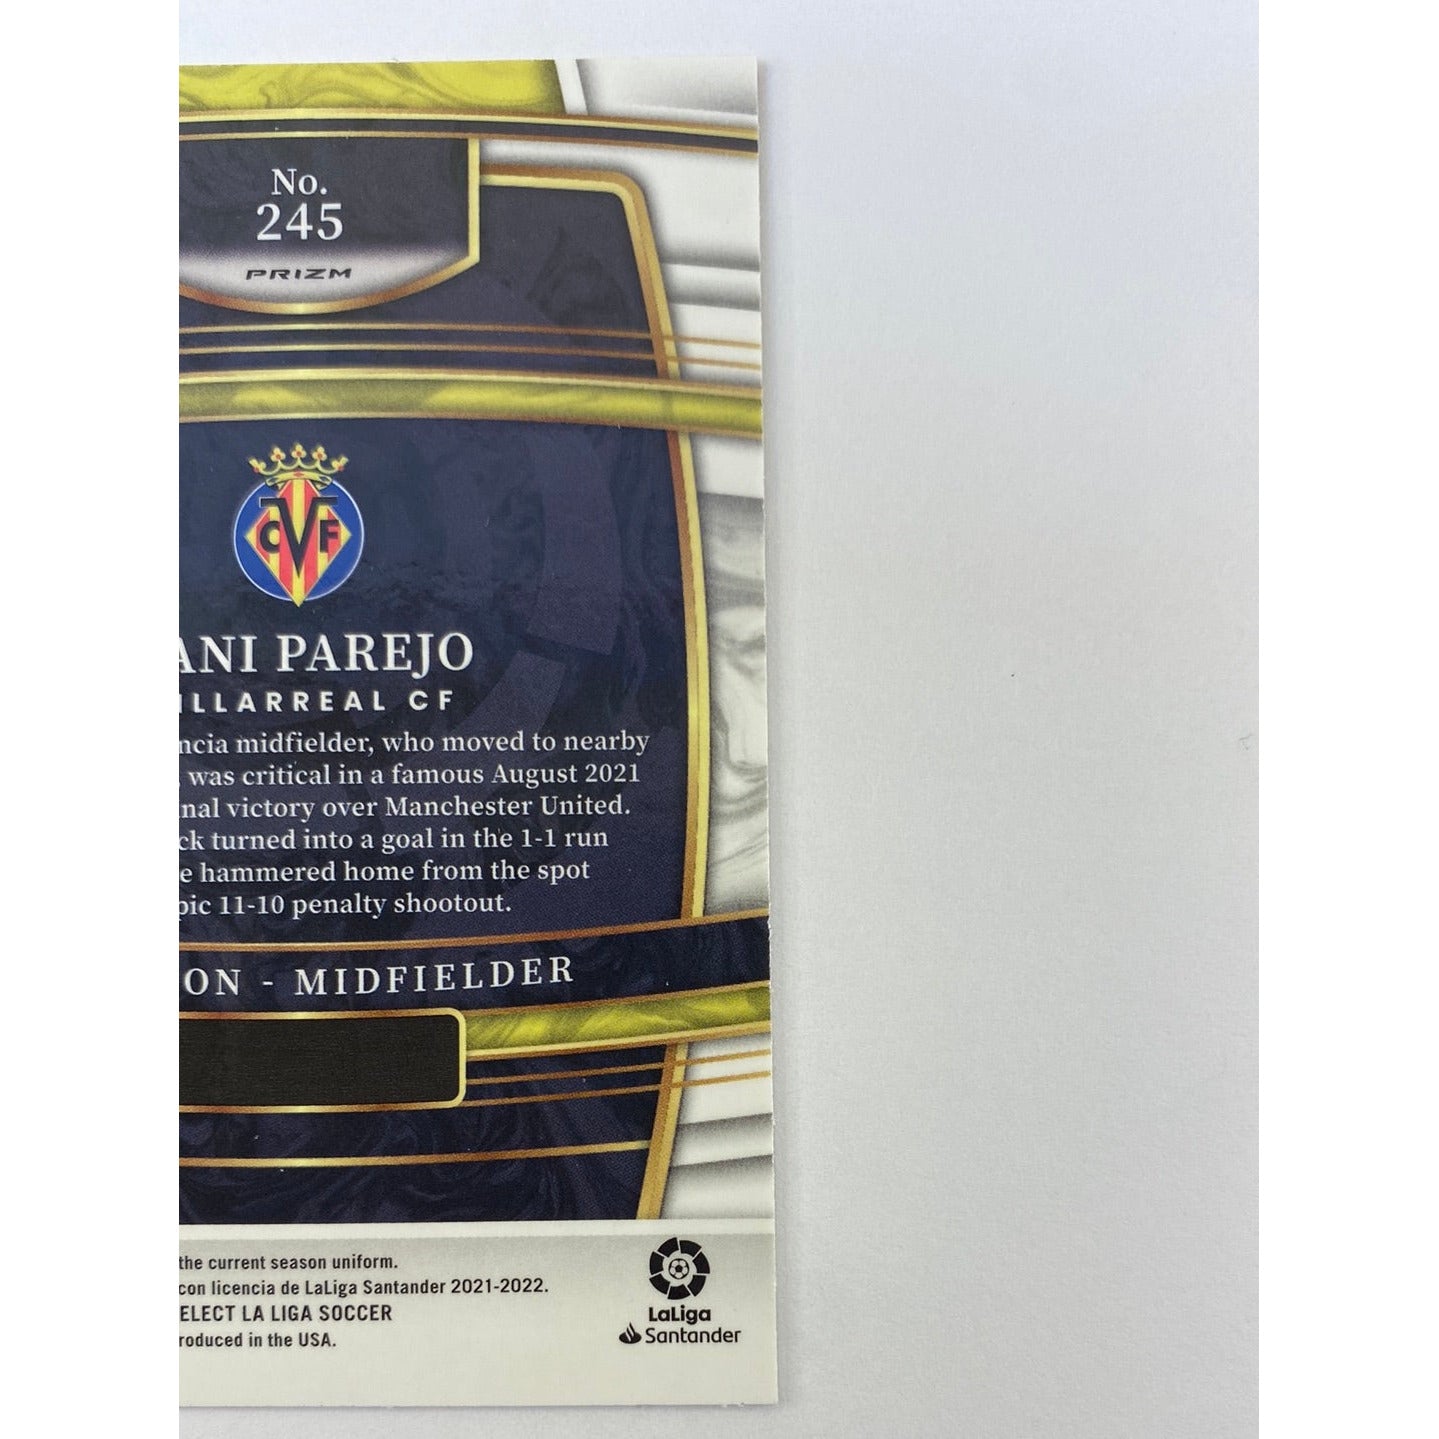 No.
245
PRIZM
CVF
ANI PAREJO
ILLARREAL CF
ncia midfielder, who moved to nearby
, was critical in a famous August 2021
nal victory over Manchester United.
ck turned into a goal in the 1-1 run
e hammered home from the spot
pic 11-10 penalty shootout.
ON - MIDFIELDER
the current season uniform.
con licencia de LaLiga Santander 2021-2022.
ELECT LA LIGA SOCCER
roduced in the USA.
LaLiga
Santander